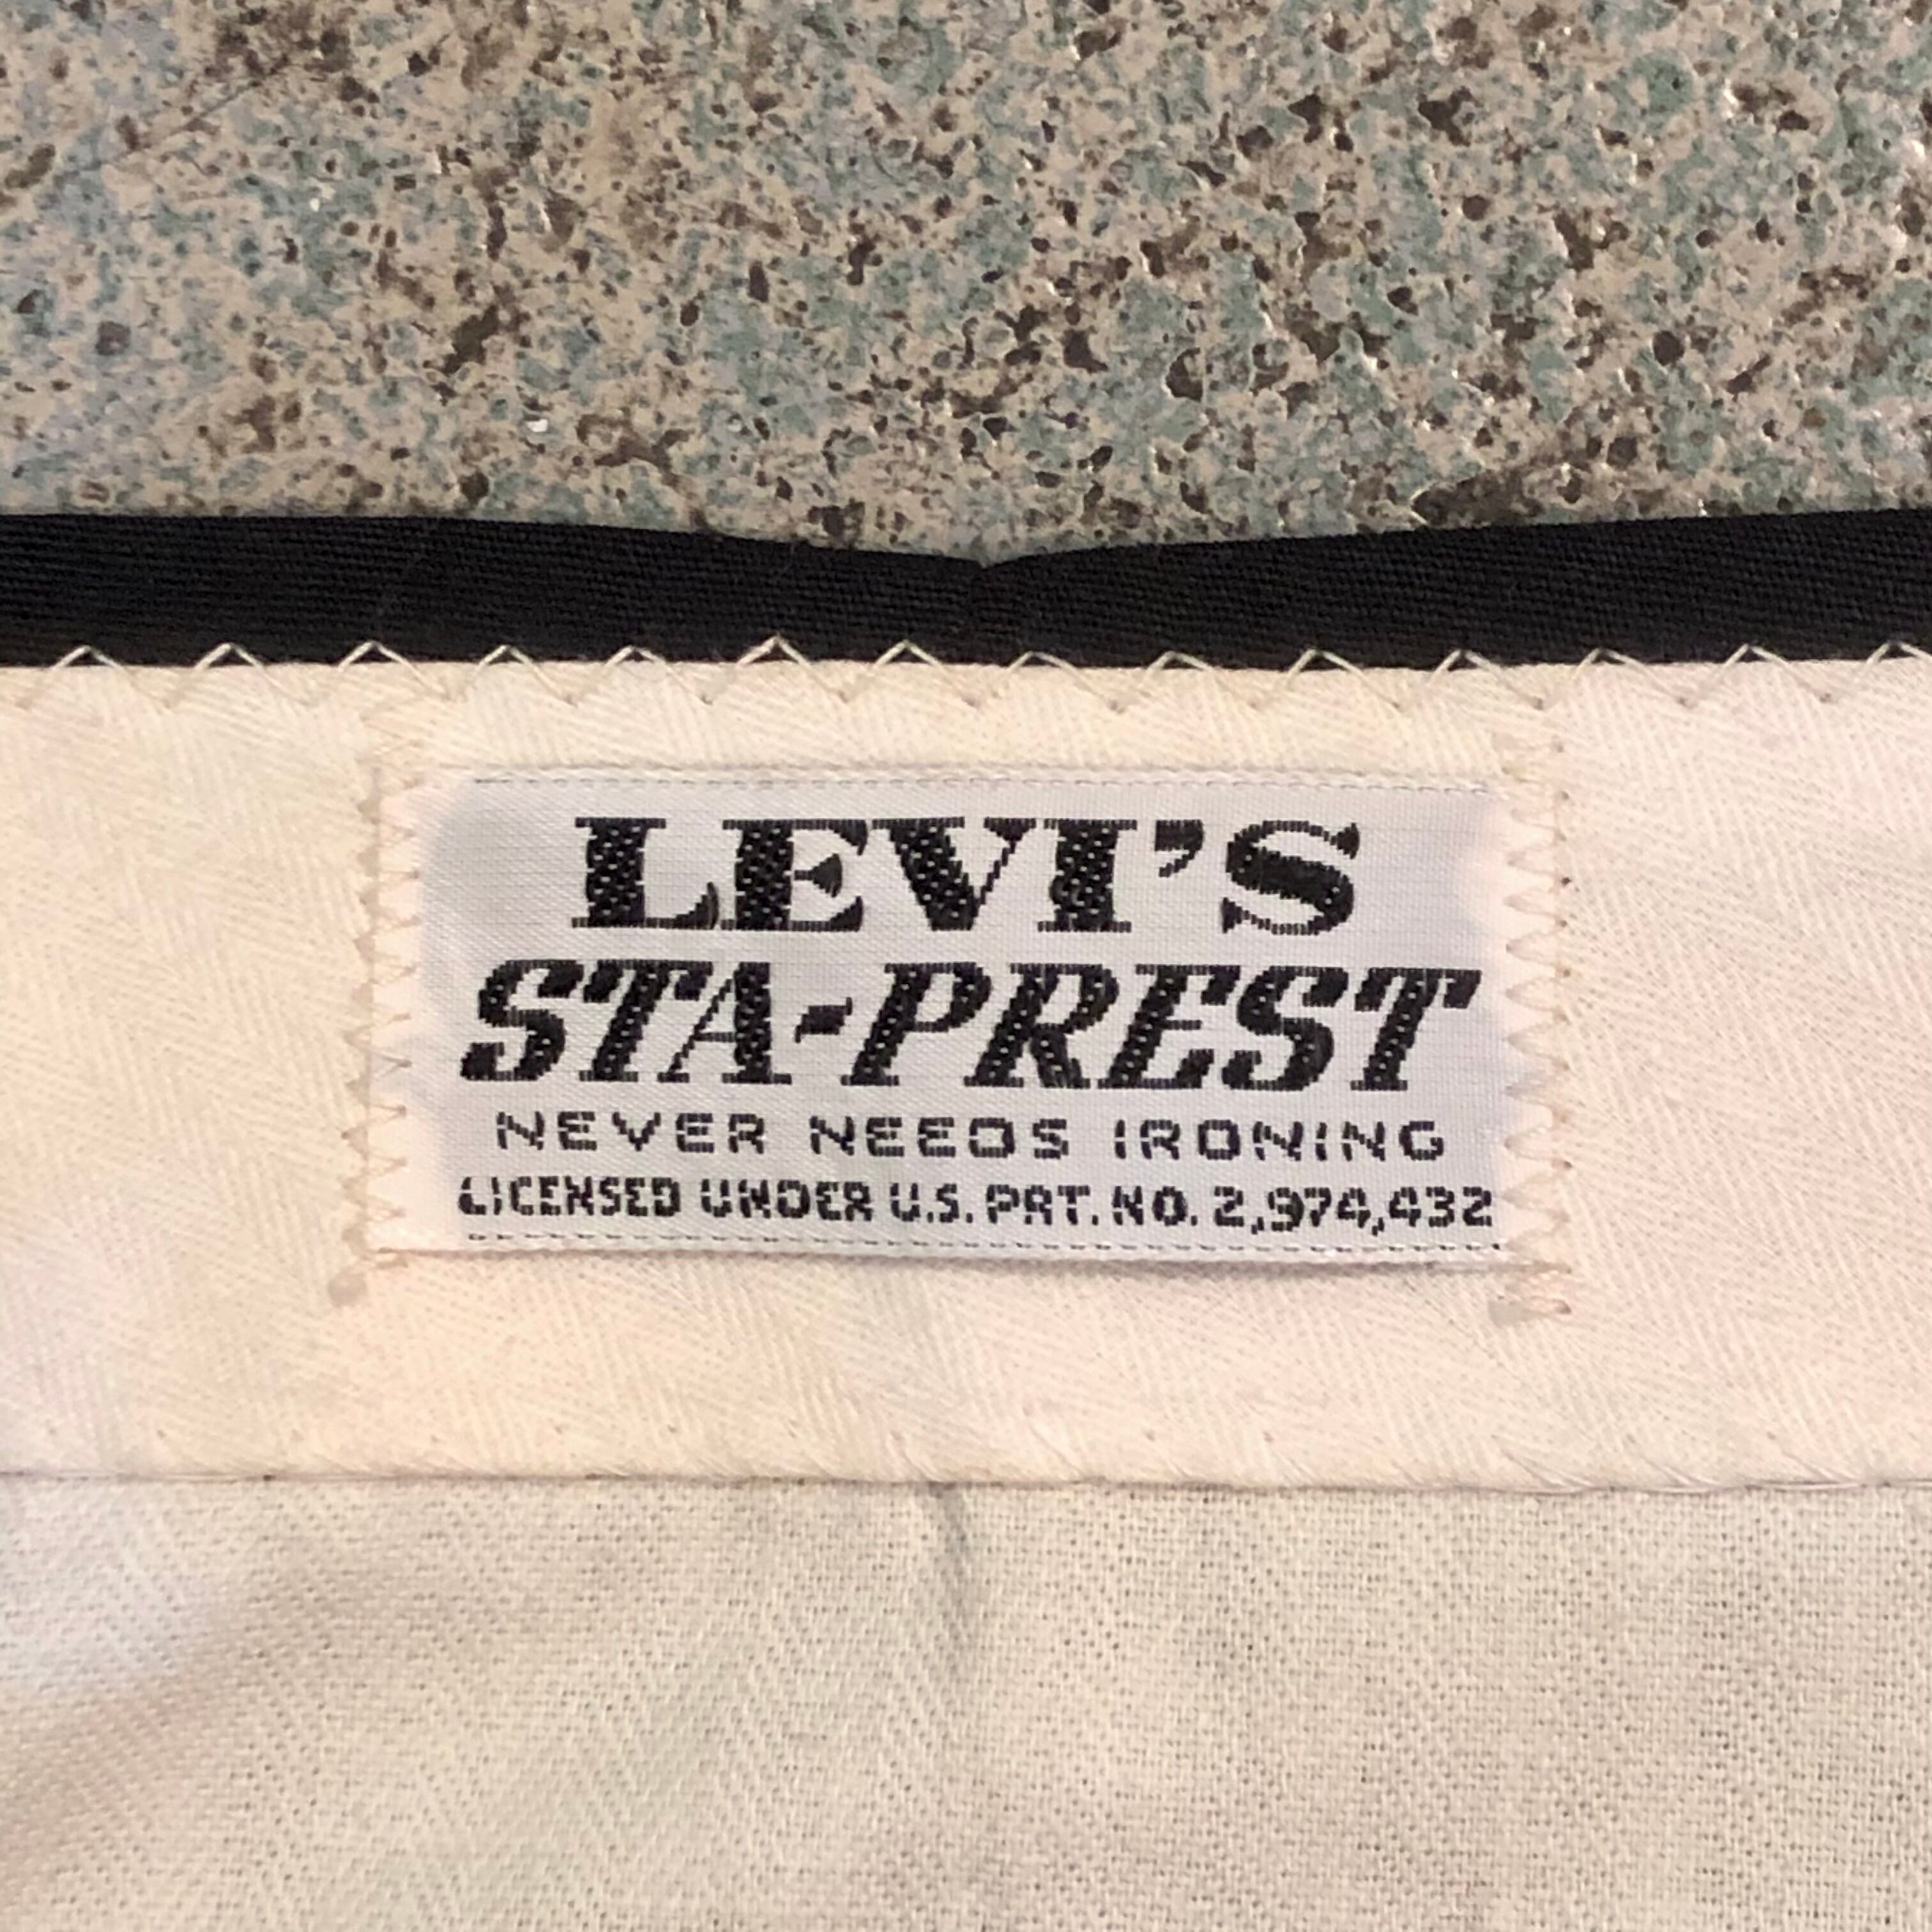 LEVI'S
STA-PREST
NEVER NEEDS IRONING
LICENSED UNDER U.S. PAT. NO. 2,974,432